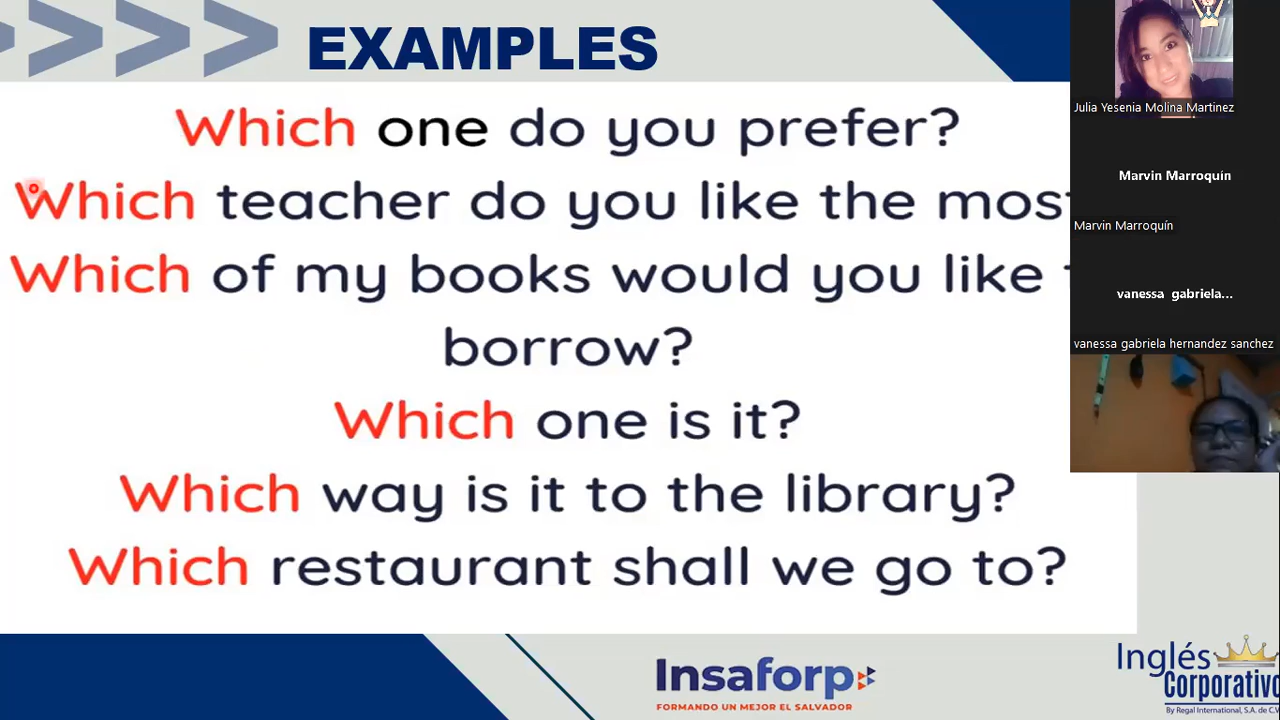 EXAMPLES
Which one do you prefer?
Which teacher do you like the most
Which of my books would you like
borrow?
Which one is it?
Which way is it to the library?
Which restaurant shall we go to?
Julia Yesenia Molina Martinez
Marvin Marroquín
Marvin Marroquín
vanessa gabriela...
vanessa gabriela hernandez sanchez
Insaforp
FORMANDO UN MEJOR EL SALVADOR
Inglés
Corporativo
By Regal International, S.A. de C.V